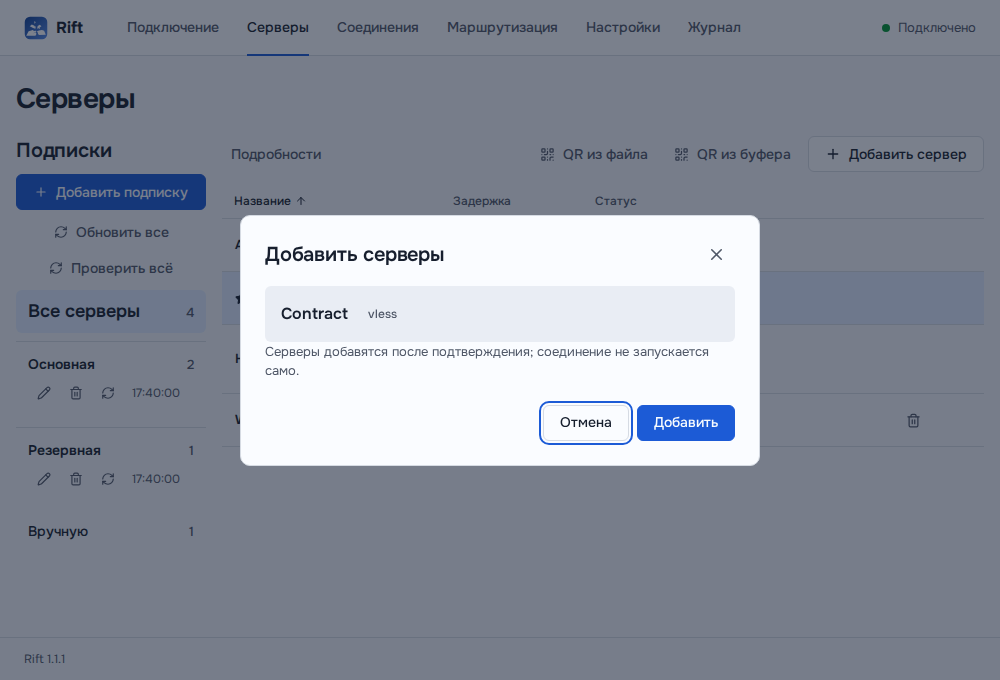 Rift
Подключение
Серверы
Соединения
Маршрутизация
Настройки
Журнал
Подключено
Серверы
Подписки
Добавить подписку
Обновить все
Проверить всё
Все серверы 4
Основная 2
17:40:00
Резервная 1
17:40:00
Вручную 1
Подробности
QR из файла
QR из буфера
Добавить сервер
Название ↑
Задержка
Статус
Добавить серверы
Contract vless
Серверы добавятся после подтверждения; соединение не запускается
само.
Отмена
Добавить
Rift 1.1.1